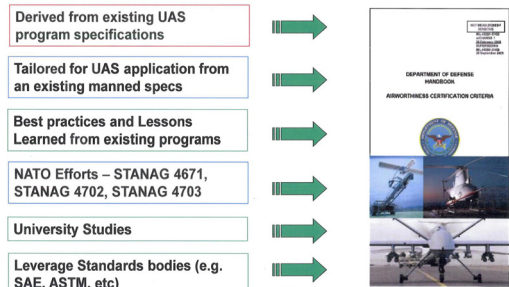 Derived from existing UAS
program specifications
Tailored for UAS application from
an existing manned specs
Best practices and Lessons
Learned from existing programs
NATO Efforts – STANAG 4671,
STANAG 4702, STANAG 4703
University Studies
Leverage Standards bodies (e.g.
SAE, ASTM, etc)
DEPARTMENT OF DEFENSE
HANDBOOK
AIRWORTHINESS CERTIFICATION CRITERIA